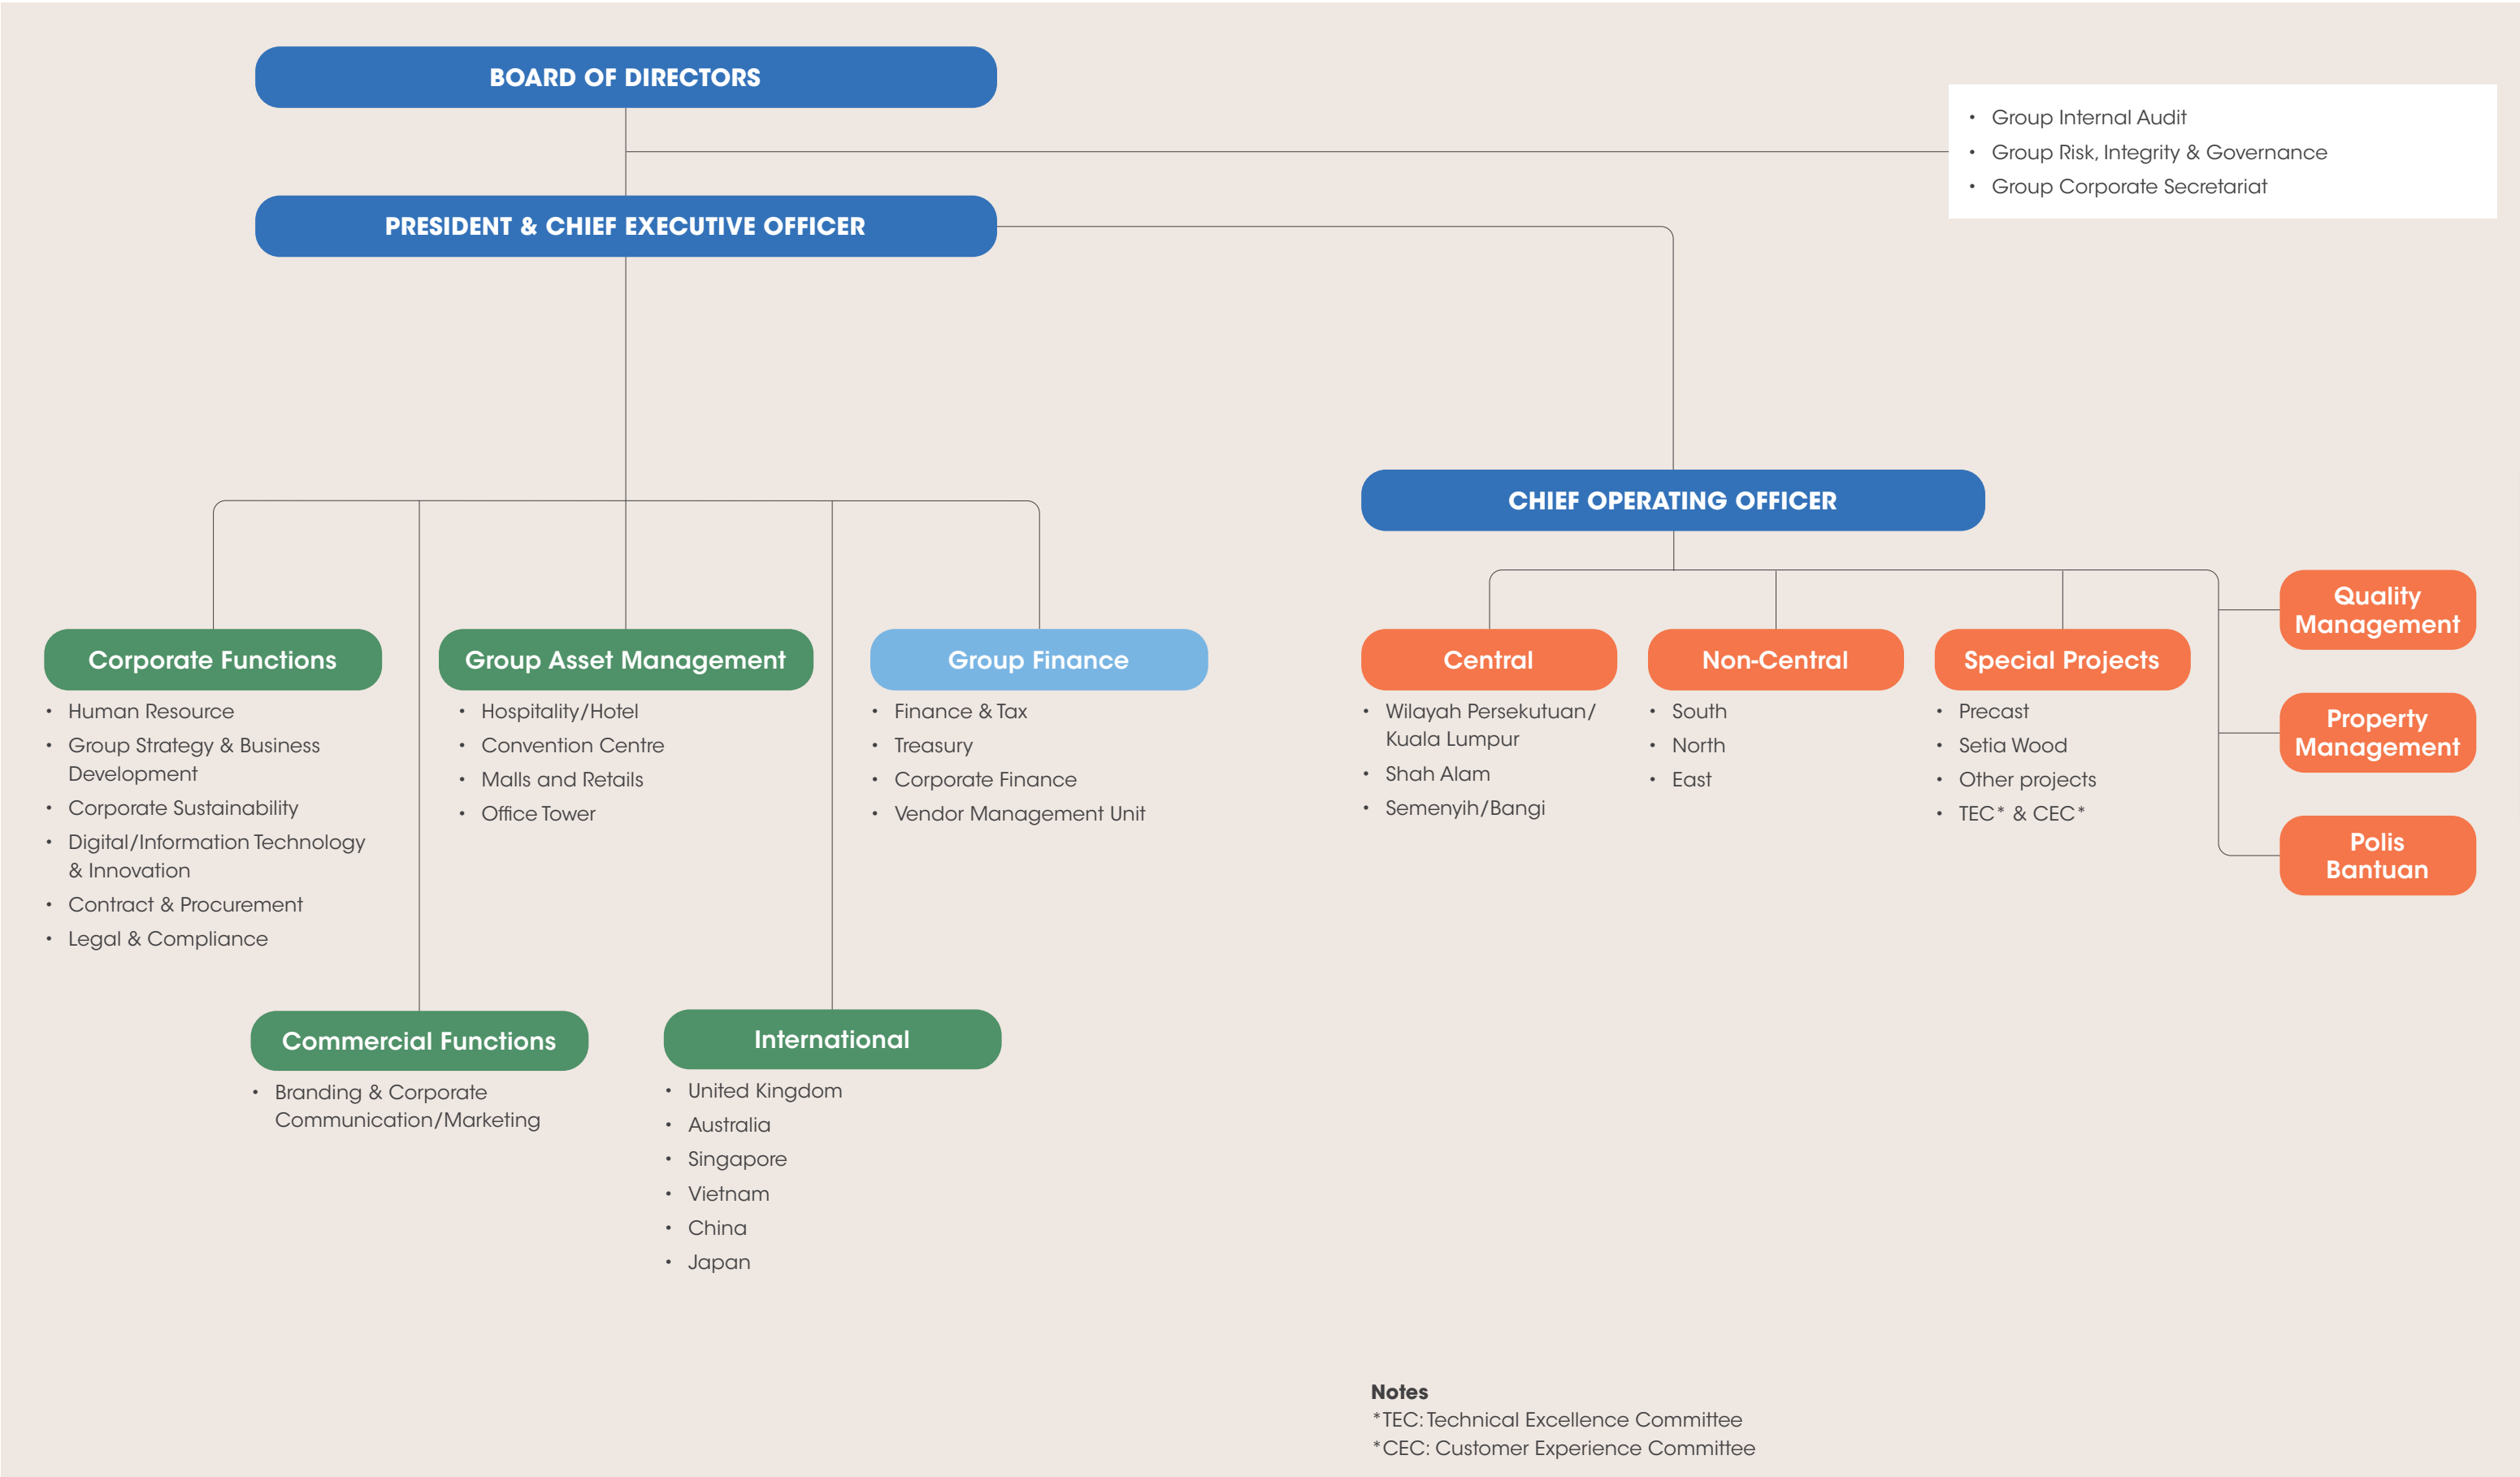 BOARD OF DIRECTORS
• Group Internal Audit
• Group Risk, Integrity & Governance
• Group Corporate Secretariat
PRESIDENT & CHIEF EXECUTIVE OFFICER
CHIEF OPERATING OFFICER
Corporate Functions
• Human Resource
• Group Strategy & Business
Development
• Corporate Sustainability
• Digital/Information Technology
& Innovation
• Contract & Procurement
• Legal & Compliance
Group Asset Management
• Hospitality/Hotel
• Convention Centre
• Malls and Retails
• Office Tower
Group Finance
• Finance & Tax
• Treasury
• Corporate Finance
• Vendor Management Unit
Commercial Functions
• Branding & Corporate
Communication/Marketing
International
• United Kingdom
• Australia
• Singapore
• Vietnam
• China
• Japan
Central
• Wilayah Persekutuan/
Kuala Lumpur
• Shah Alam
• Semenyih/Bangi
Non-Central
• South
• North
• East
Special Projects
• Precast
• Setia Wood
• Other projects
• TEC* & CEC*
Quality
Management
Property
Management
Polis
Bantuan
Notes
*TEC: Technical Excellence Committee
*CEC: Customer Experience Committee